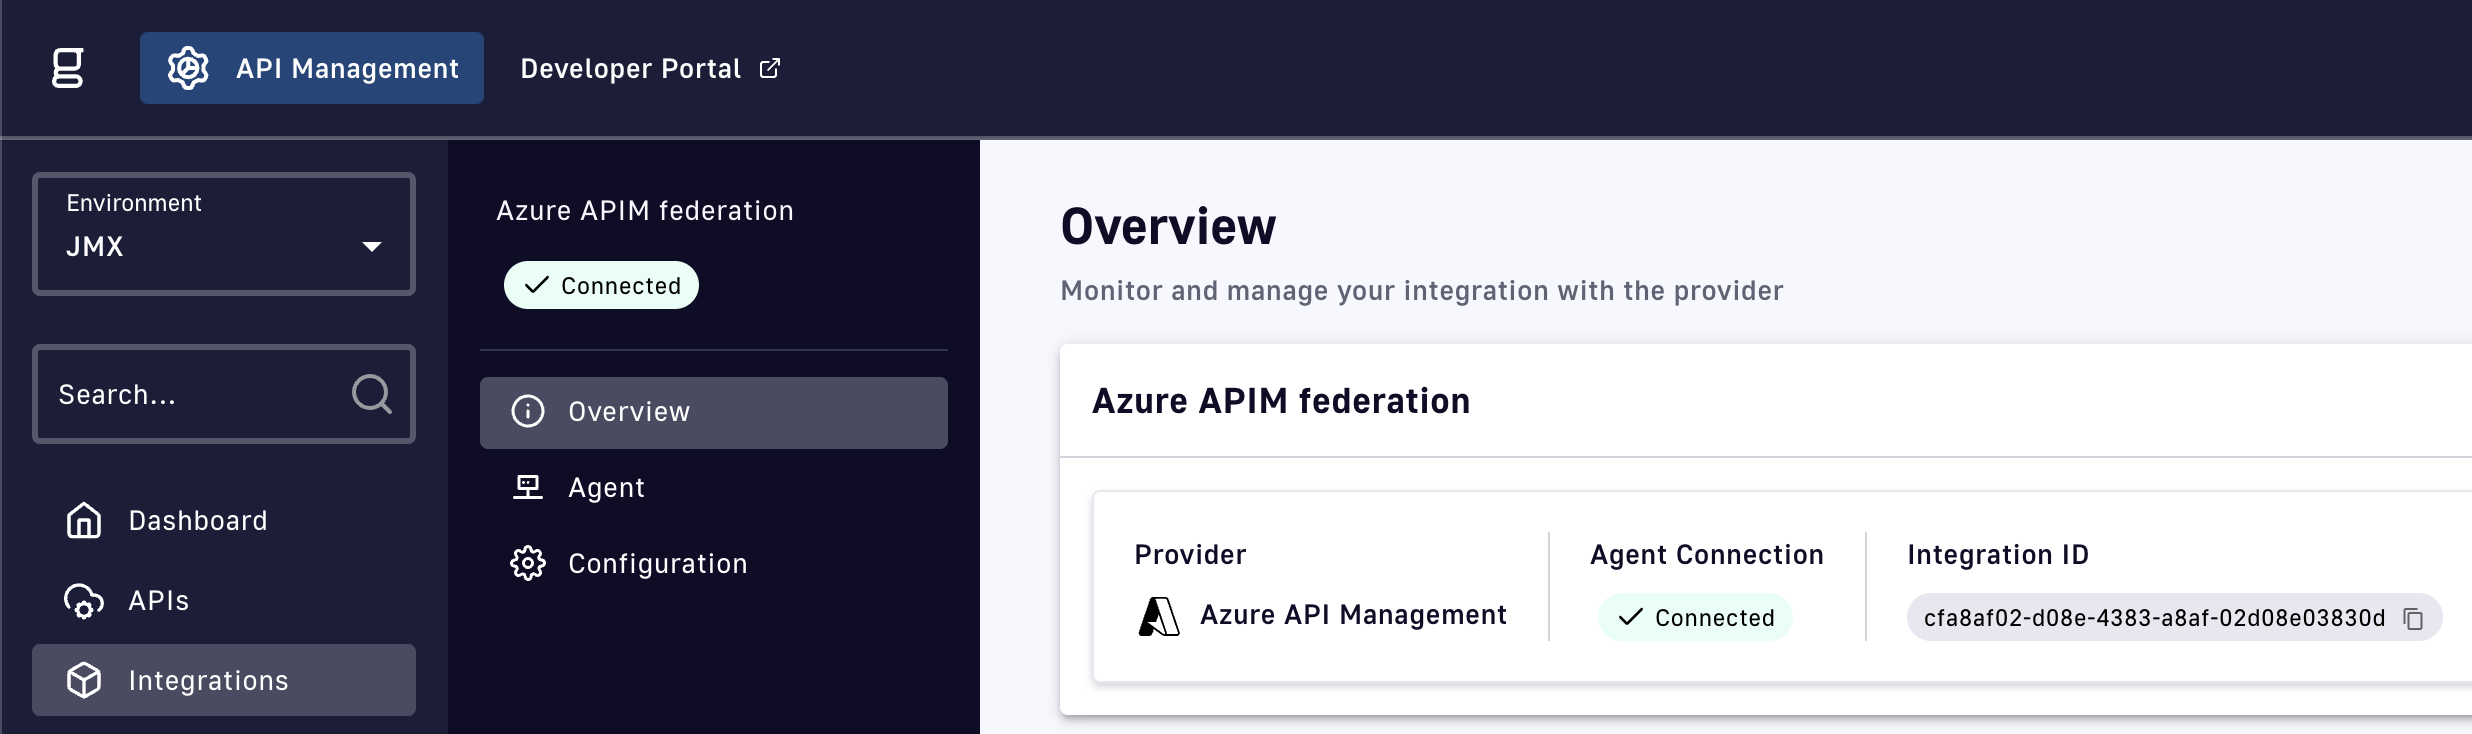 API Management
Developer Portal
Environment
JMX
Search...
Dashboard
APIs
Integrations
Azure APIM federation
Connected
Overview
Agent
Configuration
Overview
Monitor and manage your integration with the provider
Azure APIM federation
Provider
Azure API Management
Agent Connection
Connected
Integration ID
cfa8af02-d08e-4383-a8af-02d08e03830d